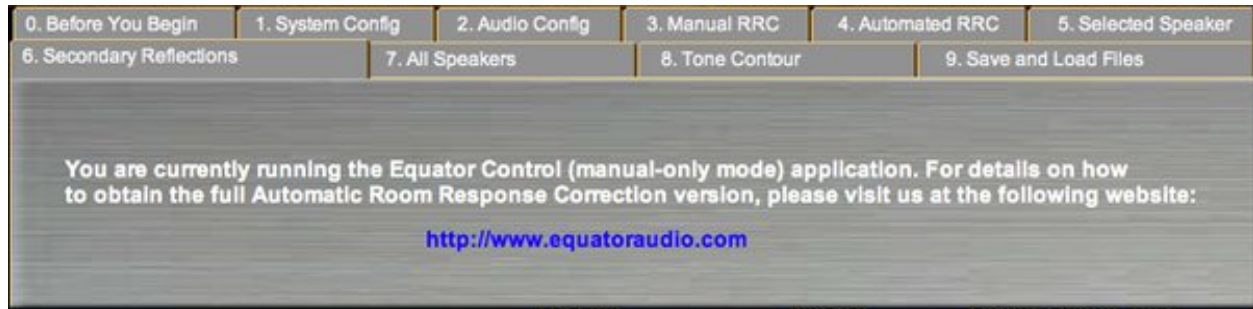 0. Before You Begin 1. System Config 2. Audio Config 3. Manual RRC 4. Automated RRC 5. Selected Speaker
6. Secondary Reflections 7. All Speakers 8. Tone Contour 9. Save and Load Files
You are currently running the Equator Control (manual-only mode) application. For details on how
to obtain the full Automatic Room Response Correction version, please visit us at the following website:
http://www.equatoraudio.com